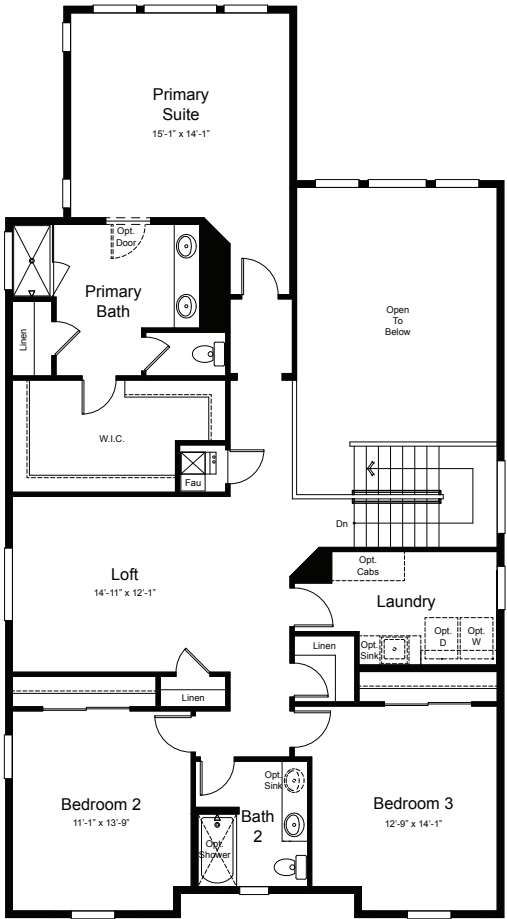 Primary
Suite
15'-1" x 14'-1"
Opt.
Door
Primary
Bath
Linen
Open
To
Below
W.I.C.
Fau
Dn
Loft
14'-11" x 12'-1"
Opt.
Cabs
Laundry
Opt.
Sink
Opt.
D
Opt.
W
Linen
Linen
Opt.
Sink
Bedroom 2
11'-1" x 13'-9"
Bath
2
Opt.
Shower
Bedroom 3
12'-9" x 14'-1"